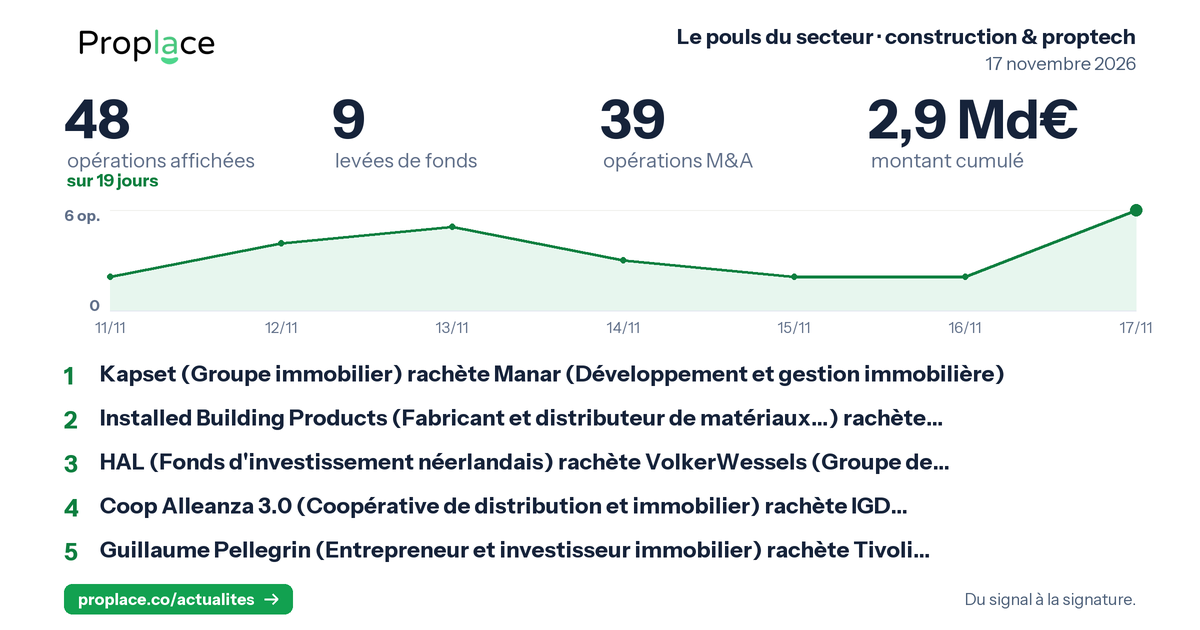 Proplace
Le pouls du secteur · construction & proptech
17 novembre 2026
48
opérations affichées
sur 19 jours
9
levées de fonds
39
opérations M&A
2,9 Md€
montant cumulé
6 op.
0
11/11
12/11
13/11
14/11
15/11
16/11
17/11
1 Kapset (Groupe immobilier) rachète Manar (Développement et gestion immobilière)
2 Installed Building Products (Fabricant et distributeur de matériaux...) rachète...
3 HAL (Fonds d'investissement néerlandais) rachète VolkerWessels (Groupe de...
4 Coop Alleanza 3.0 (Coopérative de distribution et immobilier) rachète IGD...
5 Guillaume Pellegrin (Entrepreneur et investisseur immobilier) rachète Tivoli...
proplace.co/actualites →
Du signal à la signature.